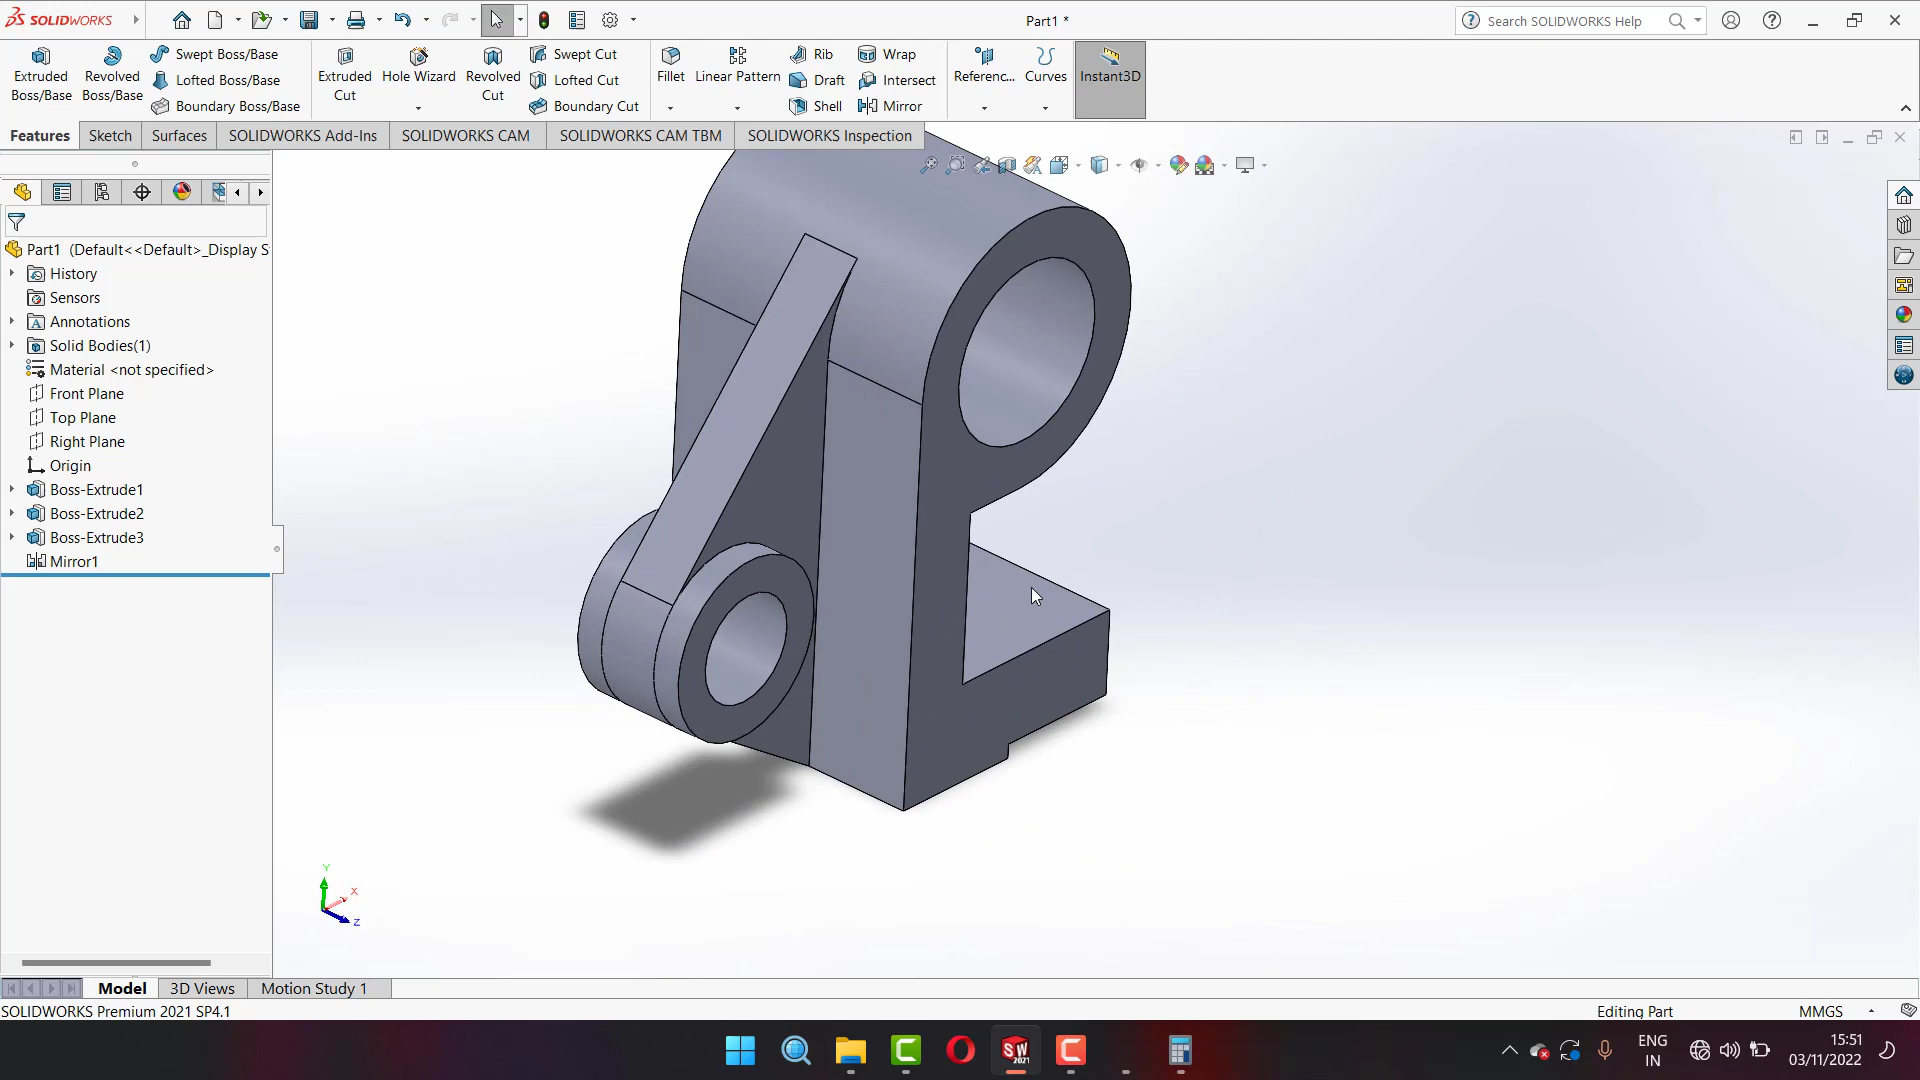 SOLIDWORKS
Part1 *
Search SOLIDWORKS Help
Extruded Boss/Base
Revolved Boss/Base
Swept Boss/Base
Lofted Boss/Base
Boundary Boss/Base
Extruded Cut
Hole Wizard
Revolved Cut
Swept Cut
Lofted Cut
Boundary Cut
Fillet
Linear Pattern
Rib
Draft
Shell
Wrap
Intersect
Mirror
Referenc...
Curves
Instant3D
Features
Sketch
Surfaces
SOLIDWORKS Add-Ins
SOLIDWORKS CAM
SOLIDWORKS CAM TBM
SOLIDWORKS Inspection
Part1 (Default<<Default>_Display S
History
Sensors
Annotations
Solid Bodies(1)
Material <not specified>
Front Plane
Top Plane
Right Plane
Origin
Boss-Extrude1
Boss-Extrude2
Boss-Extrude3
Mirror1
Y
X
Z
Model
3D Views
Motion Study 1
SOLIDWORKS Premium 2021 SP4.1
Editing Part
MMGS
SW
2021
ENG
IN
15:51
03/11/2022